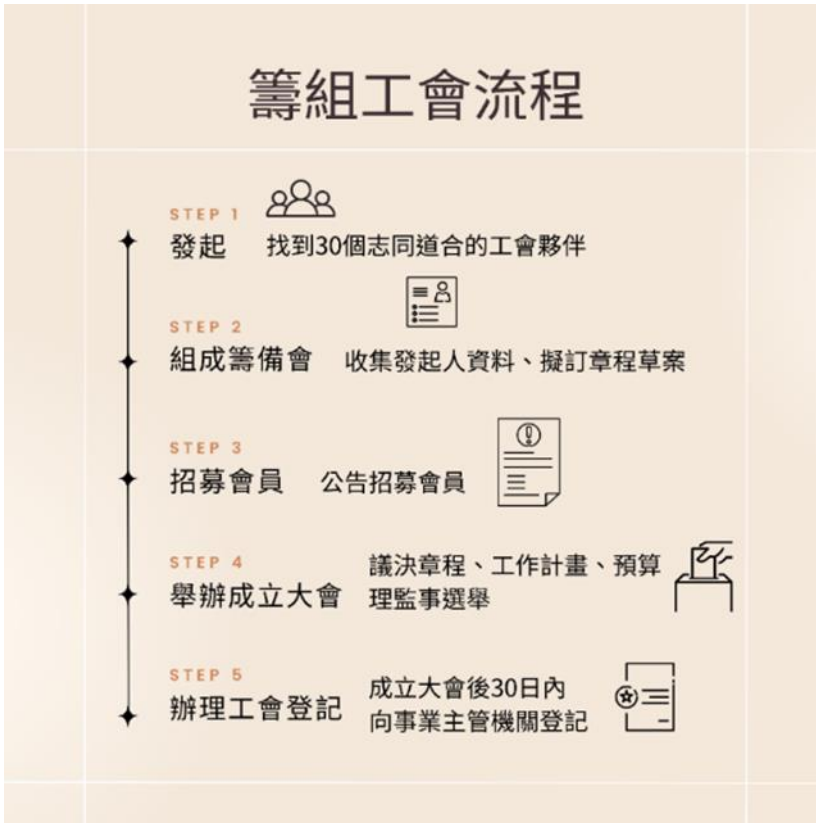 籌組工會流程
STEP 1
發起
找到30個志同道合的工會夥伴
STEP 2
組成籌備會
收集發起人資料、擬訂章程草案
STEP 3
招募會員
公告招募會員
STEP 4
舉辦成立大會
議決章程、工作計畫、預算
理監事選舉
STEP 5
辦理工會登記
成立大會後30日內
向事業主管機關登記